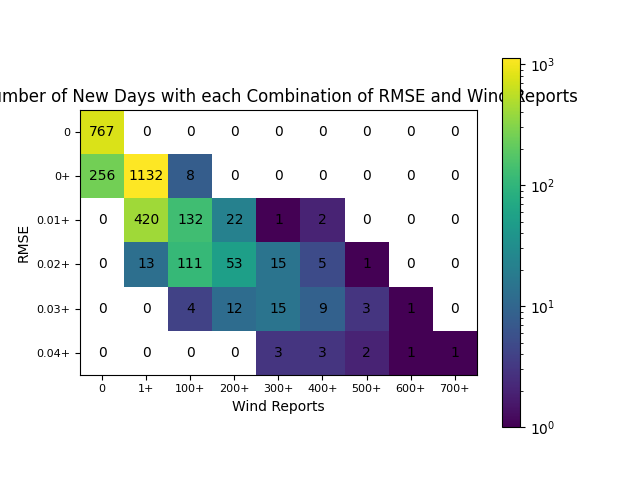 umber of New Days with each Combination of RMSE and Wind Reports
RMSE
0 767 0 0 0 0 0 0 0 0
0+ 256 1132 8 0 0 0 0 0 0
0.01+ 0 420 132 22 1 2 0 0 0
0.02+ 0 13 111 53 15 5 1 0 0
0.03+ 0 0 4 12 15 9 3 1 0
0.04+ 0 0 0 0 3 3 2 1 1
0 1+ 100+ 200+ 300+ 400+ 500+ 600+ 700+
Wind Reports
10³
10²
10¹
10⁰